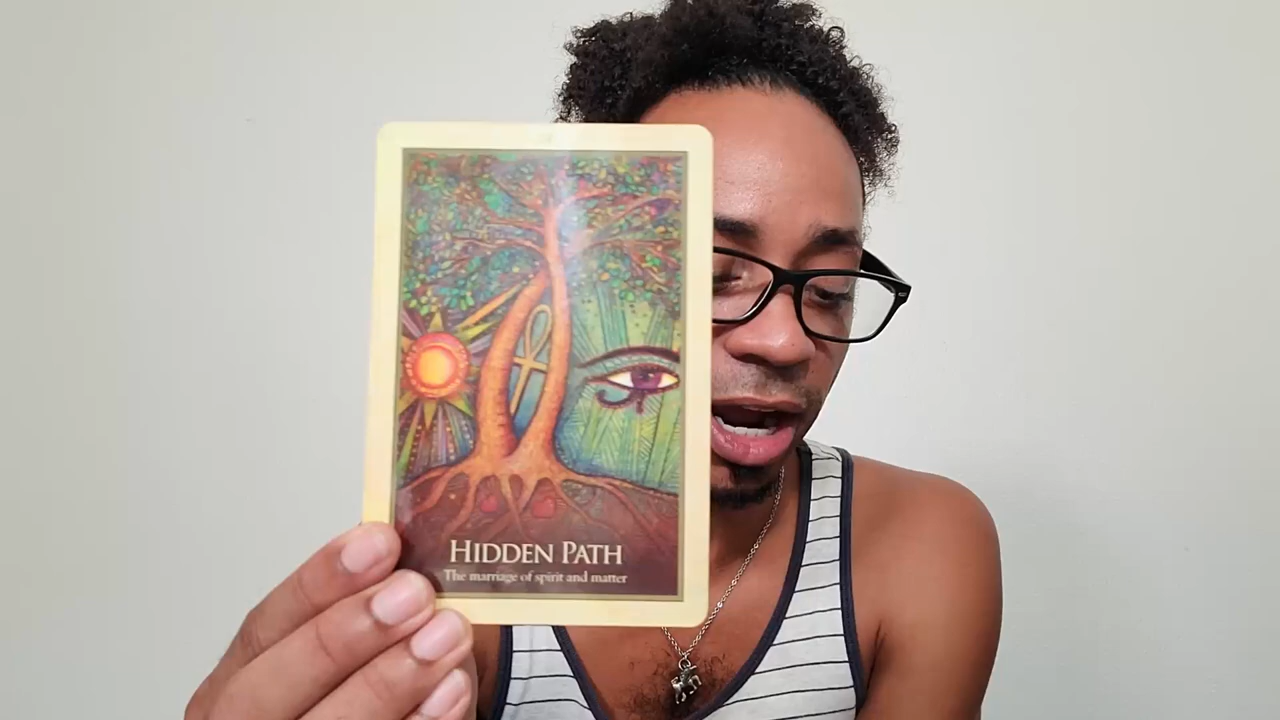 HIDDEN PATH
The marriage of spirit and matter